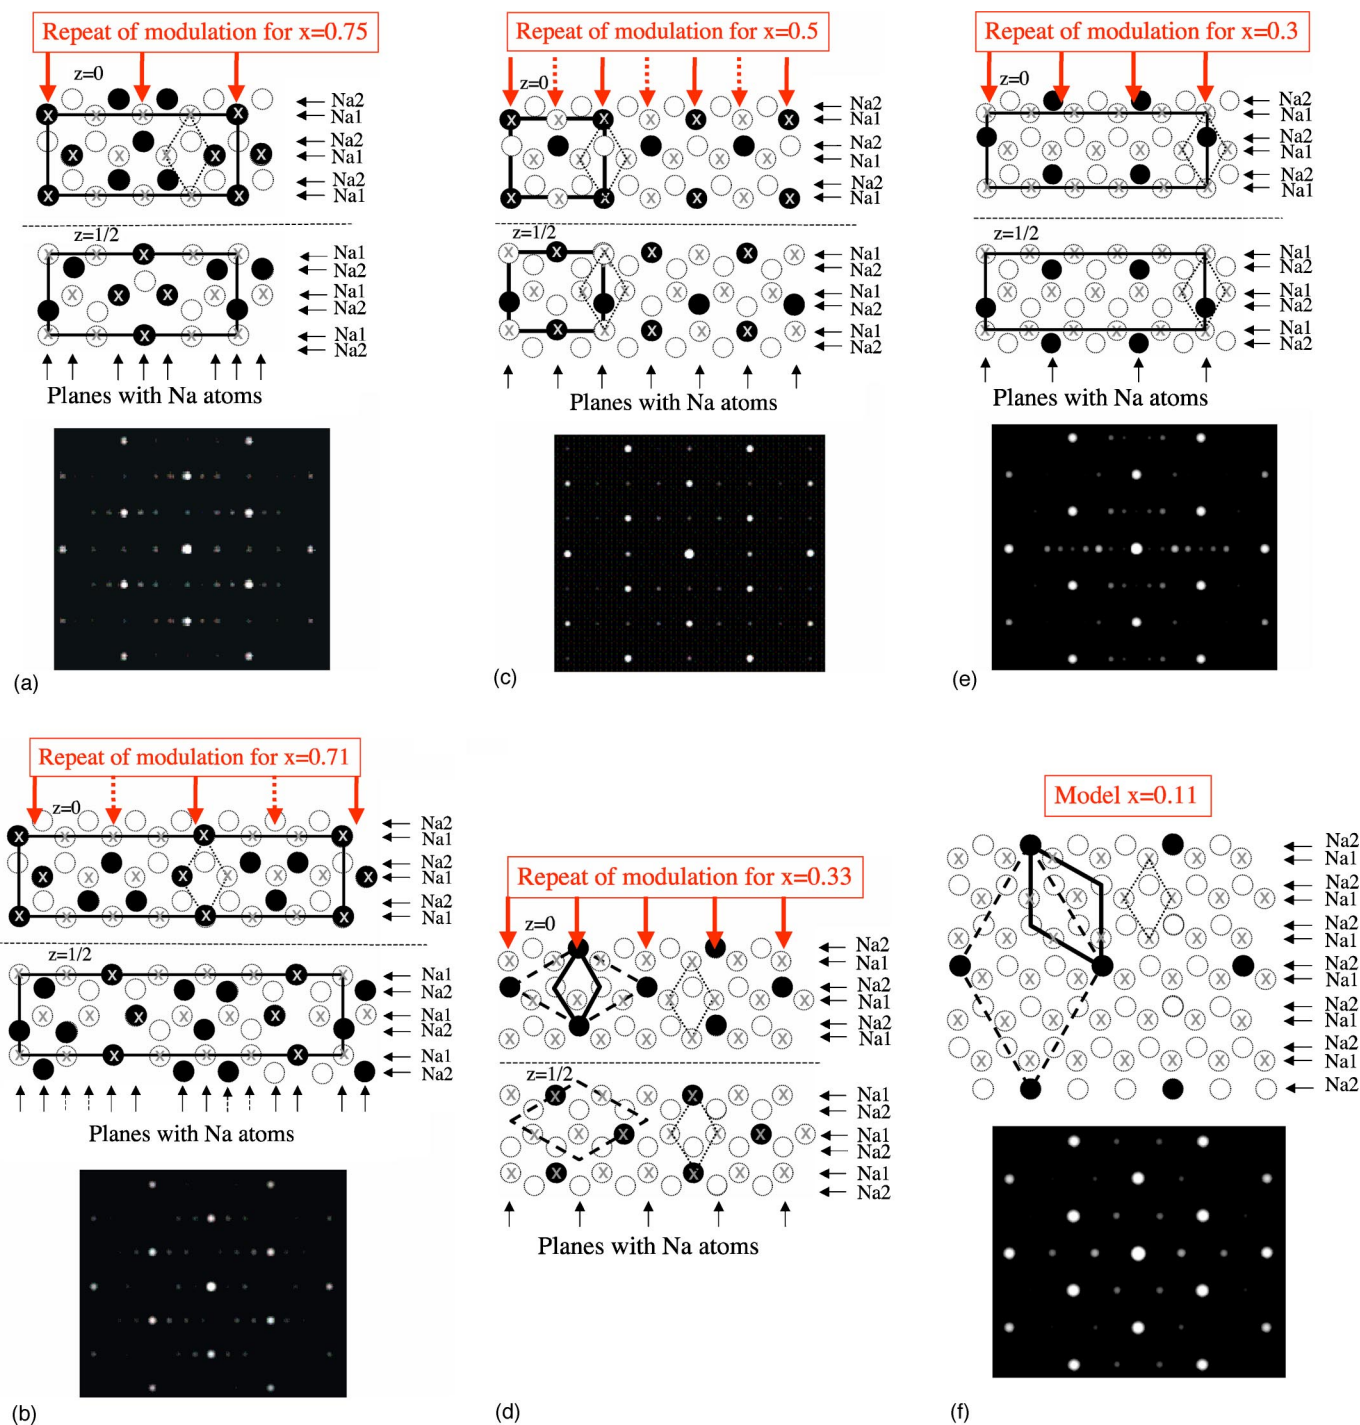 Repeat of modulation for x=0.75
z=0
Na2
Na1
Na2
Na1
Na2
Na1
z=1/2
Na1
Na2
Na1
Na2
Na1
Na2
Planes with Na atoms
(a)
Repeat of modulation for x=0.5
z=0
Na2
Na1
Na2
Na1
Na2
Na1
z=1/2
Na1
Na2
Na1
Na2
Na1
Na2
Planes with Na atoms
(c)
Repeat of modulation for x=0.3
z=0
Na2
Na1
Na2
Na1
Na2
Na1
z=1/2
Na1
Na2
Na1
Na2
Na1
Na2
Planes with Na atoms
(e)
Repeat of modulation for x=0.71
z=0
Na2
Na1
Na2
Na1
Na2
Na1
z=1/2
Na1
Na2
Na1
Na2
Na1
Na2
Planes with Na atoms
(b)
Repeat of modulation for x=0.33
z=0
Na2
Na1
Na2
Na1
Na2
Na1
z=1/2
Na1
Na2
Na1
Na2
Na1
Na2
Planes with Na atoms
(d)
Model x=0.11
Na2
Na1
Na2
Na1
Na2
Na1
Na2
Na1
Na2
Na1
Na2
Na1
Na2
(f)